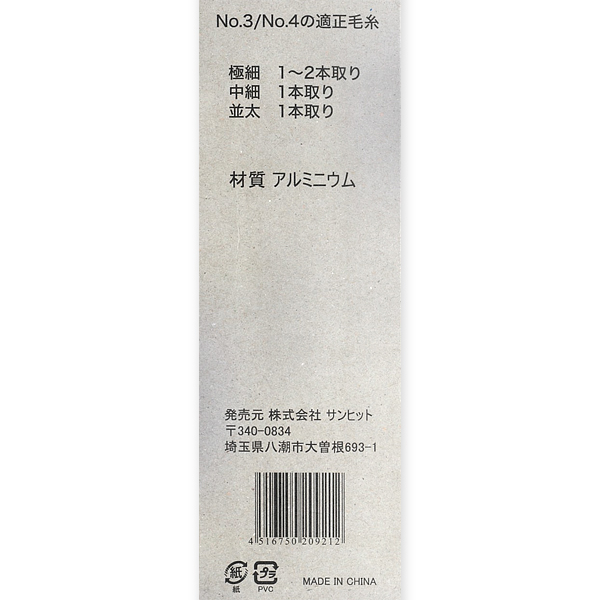 No.3/No.4の適正毛糸
極細 1〜2本取り
中細 1本取り
並太 1本取り
材質 アルミニウム
発売元 株式会社 サンヒット
〒340-0834
埼玉県八潮市大曽根693-1
4 516750 209212
紙 プラ
紙 PVC MADE IN CHINA